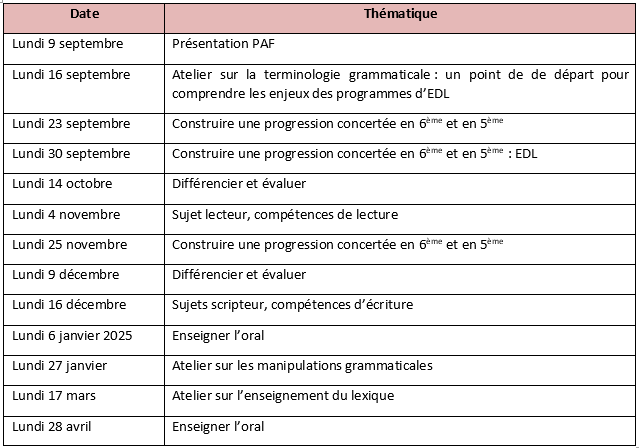 Date Thématique
Lundi 9 septembre Présentation PAF
Lundi 16 septembre Atelier sur la terminologie grammaticale : un point de de départ pour
comprendre les enjeux des programmes d’EDL
Lundi 23 septembre Construire une progression concertée en 6ème et en 5ème
Lundi 30 septembre Construire une progression concertée en 6ème et en 5ème : EDL
Lundi 14 octobre Différencier et évaluer
Lundi 4 novembre Sujet lecteur, compétences de lecture
Lundi 25 novembre Construire une progression concertée en 6ème et en 5ème
Lundi 9 décembre Différencier et évaluer
Lundi 16 décembre Sujets scripteur, compétences d’écriture
Lundi 6 janvier 2025 Enseigner l’oral
Lundi 27 janvier Atelier sur les manipulations grammaticales
Lundi 17 mars Atelier sur l’enseignement du lexique
Lundi 28 avril Enseigner l’oral